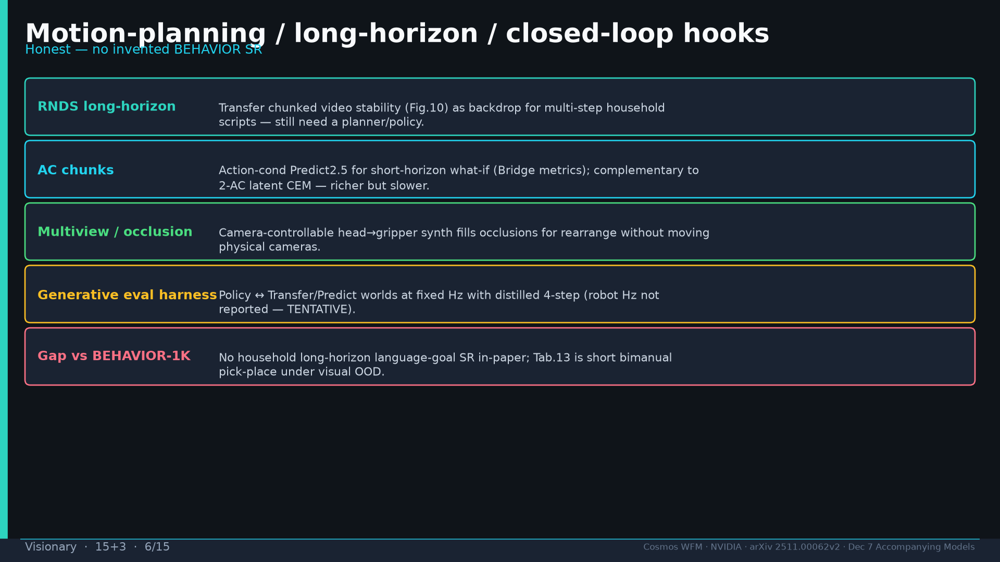 Motion-planning / long-horizon / closed-loop hooks
Honest — no invented BEHAVIOR SR
RNDS long-horizon
Transfer chunked video stability (Fig.10) as backdrop for multi-step household
scripts — still need a planner/policy.
AC chunks
Action-cond Predict2.5 for short-horizon what-if (Bridge metrics); complementary to
2-AC latent CEM — richer but slower.
Multiview / occlusion
Camera-controllable head→gripper synth fills occlusions for rearrange without moving
physical cameras.
Generative eval harness
Policy ↔ Transfer/Predict worlds at fixed Hz with distilled 4-step (robot Hz not
reported — TENTATIVE).
Gap vs BEHAVIOR-1K
No household long-horizon language-goal SR in-paper; Tab.13 is short bimanual
pick-place under visual OOD.
Visionary · 15+3 · 6/15
Cosmos WFM · NVIDIA · arXiv 2511.00062v2 · Dec 7 Accompanying Models